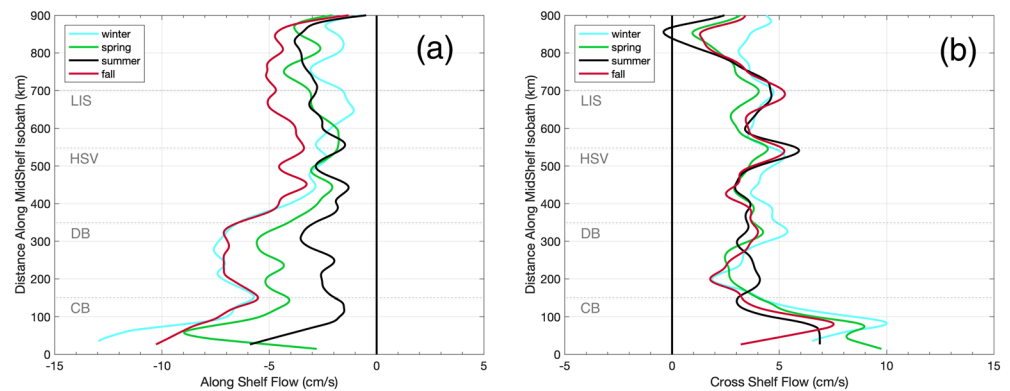 (a)
winter
spring
summer
fall
LIS
HSV
DB
CB
900
800
700
600
500
400
300
200
100
0
-15
-10
-5
0
5
Distance Along MidShelf Isobath (km)
Along Shelf Flow (cm/s)
(b)
winter
spring
summer
fall
LIS
HSV
DB
CB
900
800
700
600
500
400
300
200
100
0
-5
0
5
10
15
Distance Along MidShelf Isobath (km)
Cross Shelf Flow (cm/s)